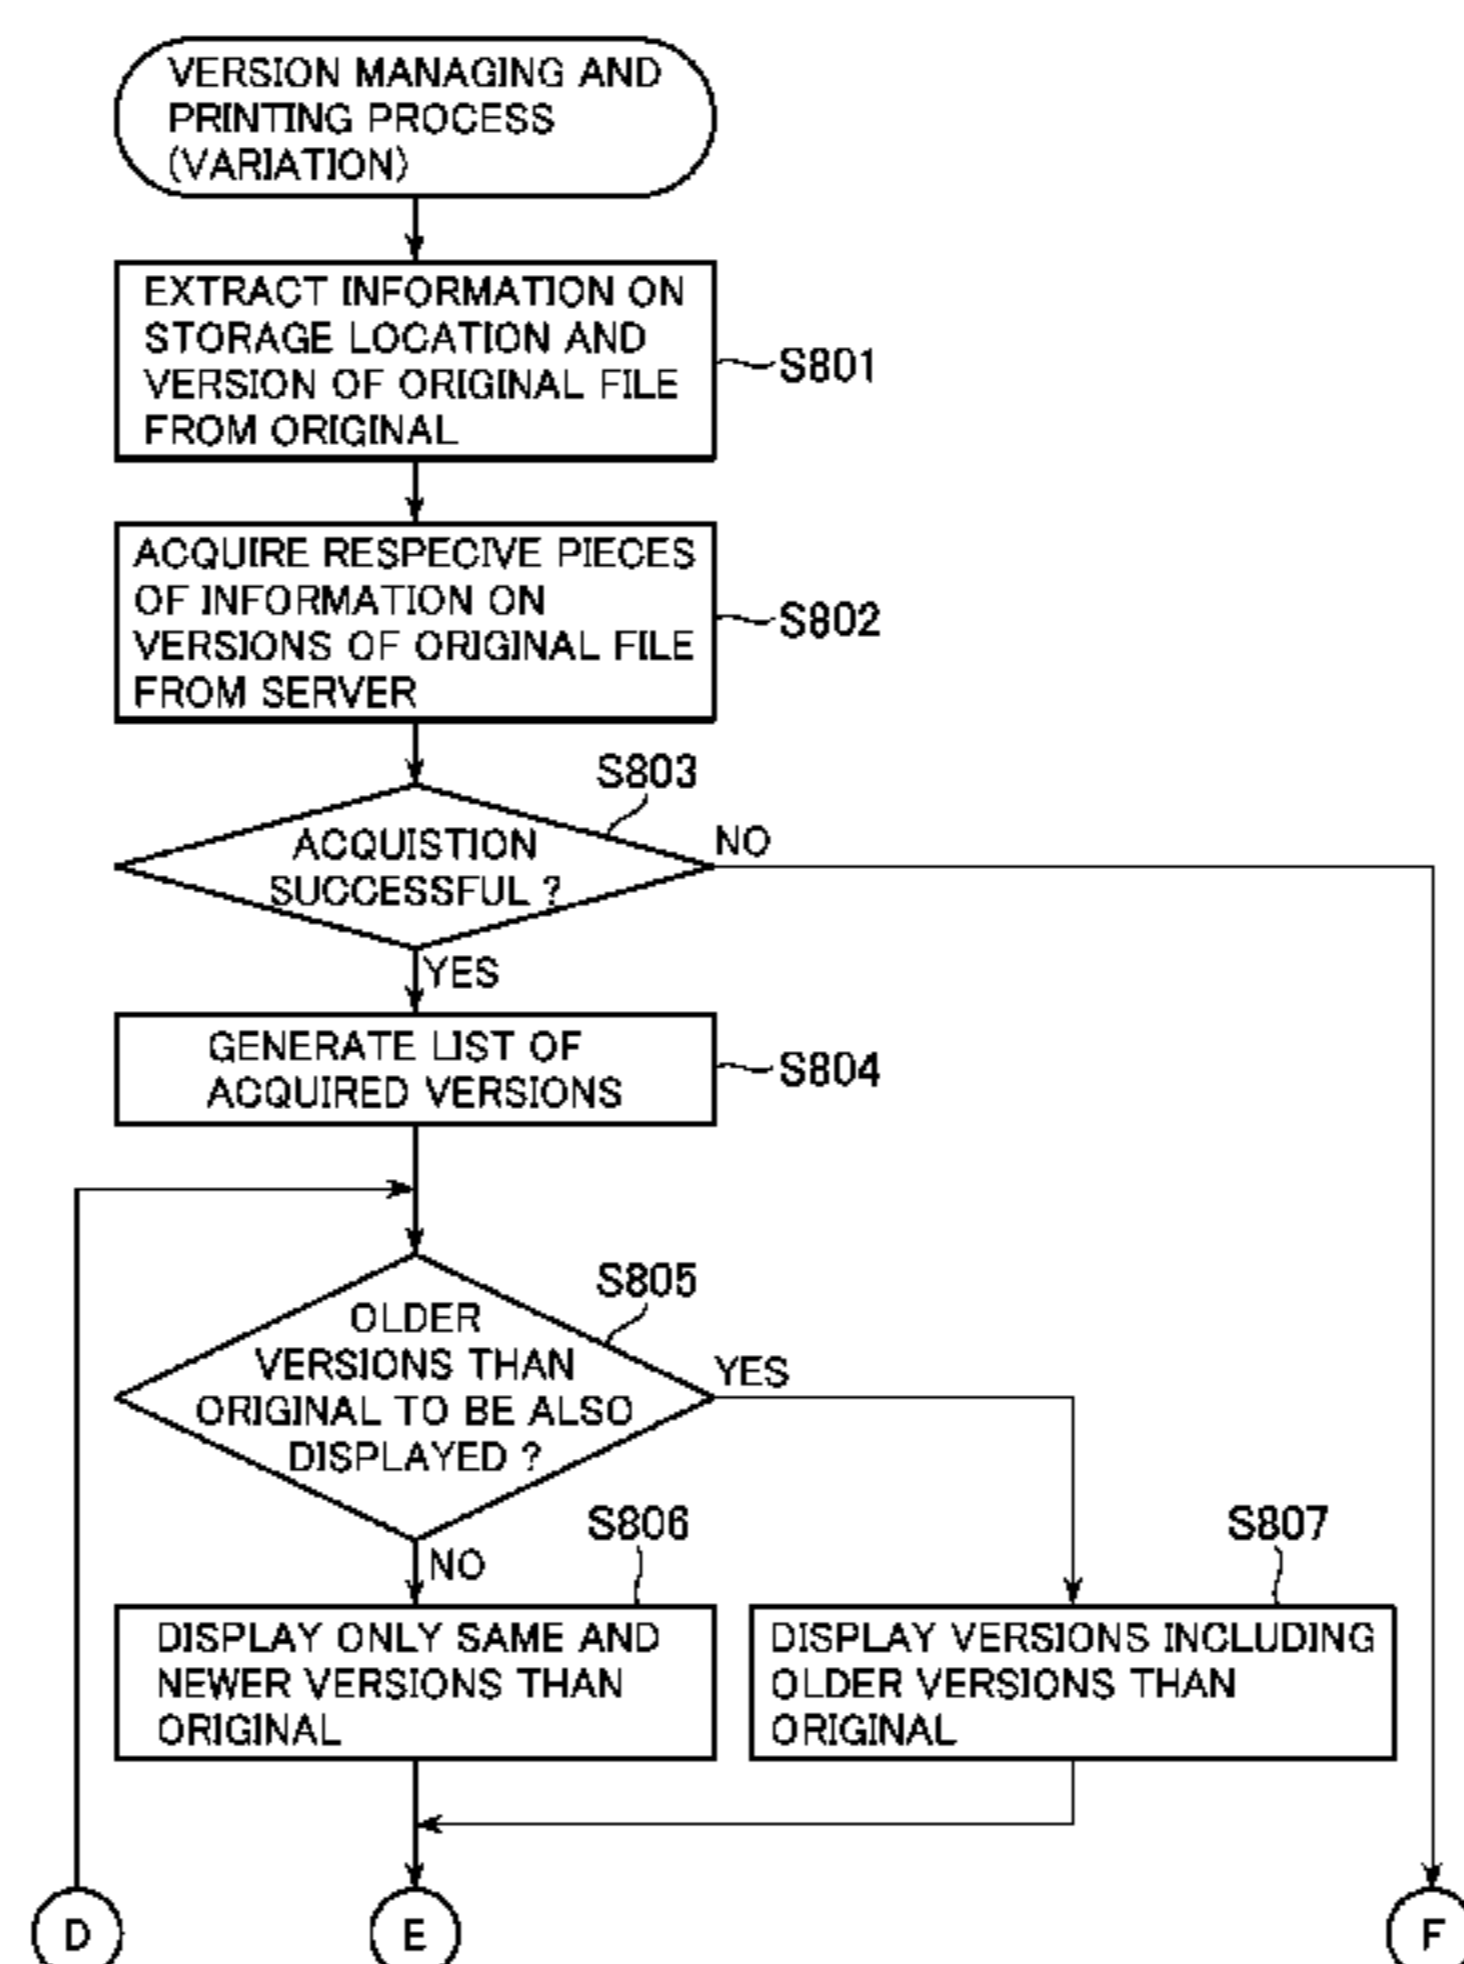 VERSION MANAGING AND
PRINTING PROCESS
(VARIATION)
EXTRACT INFORMATION ON
STORAGE LOCATION AND
VERSION OF ORIGINAL FILE
FROM ORIGINAL
S801
ACQUIRE RESPECIVE PIECES
OF INFORMATION ON
VERSIONS OF ORIGINAL FILE
FROM SERVER
S802
S803
ACQUISTION
SUCCESSFUL ?
NO
YES
GENERATE LIST OF
ACQUIRED VERSIONS
S804
S805
OLDER
VERSIONS THAN
ORIGINAL TO BE ALSO
DISPLAYED ?
YES
NO
S806
DISPLAY ONLY SAME AND
NEWER VERSIONS THAN
ORIGINAL
S807
DISPLAY VERSIONS INCLUDING
OLDER VERSIONS THAN
ORIGINAL
D
E
F